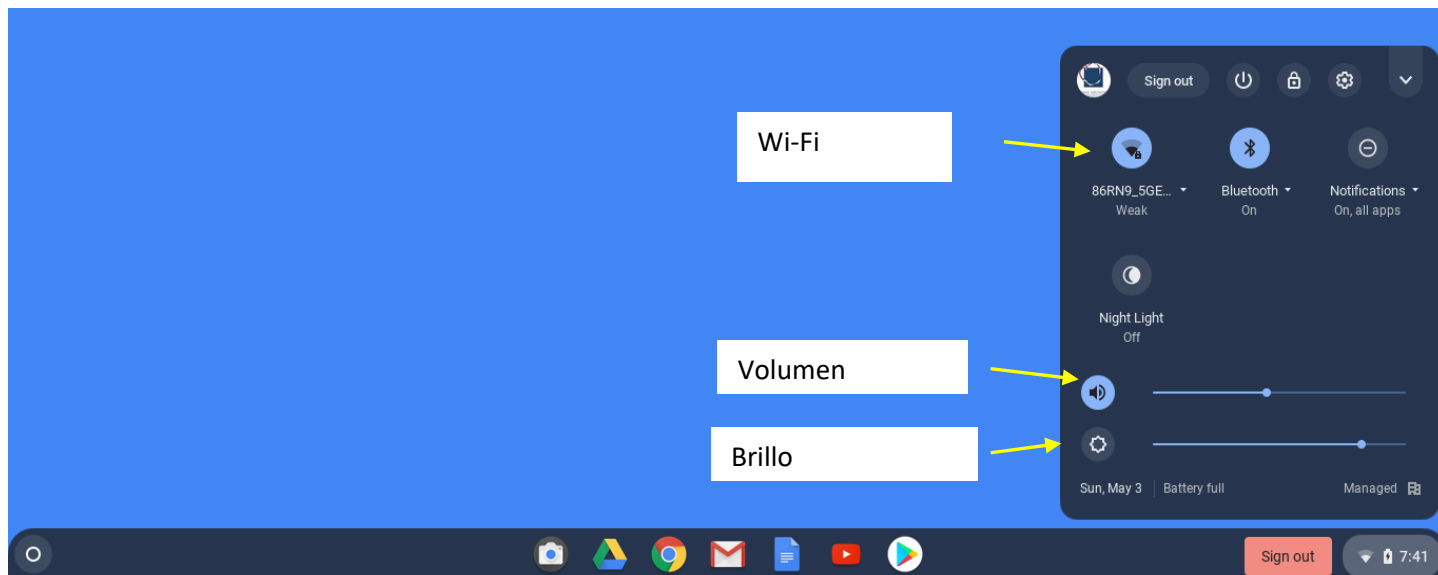 Sign out
Wi-Fi
86RN9_5GE...
Bluetooth
Notifications
Weak
On
On, all apps
Night Light
Off
Volumen
Brillo
Sun, May 3
Battery full
Managed
Sign out
7:41